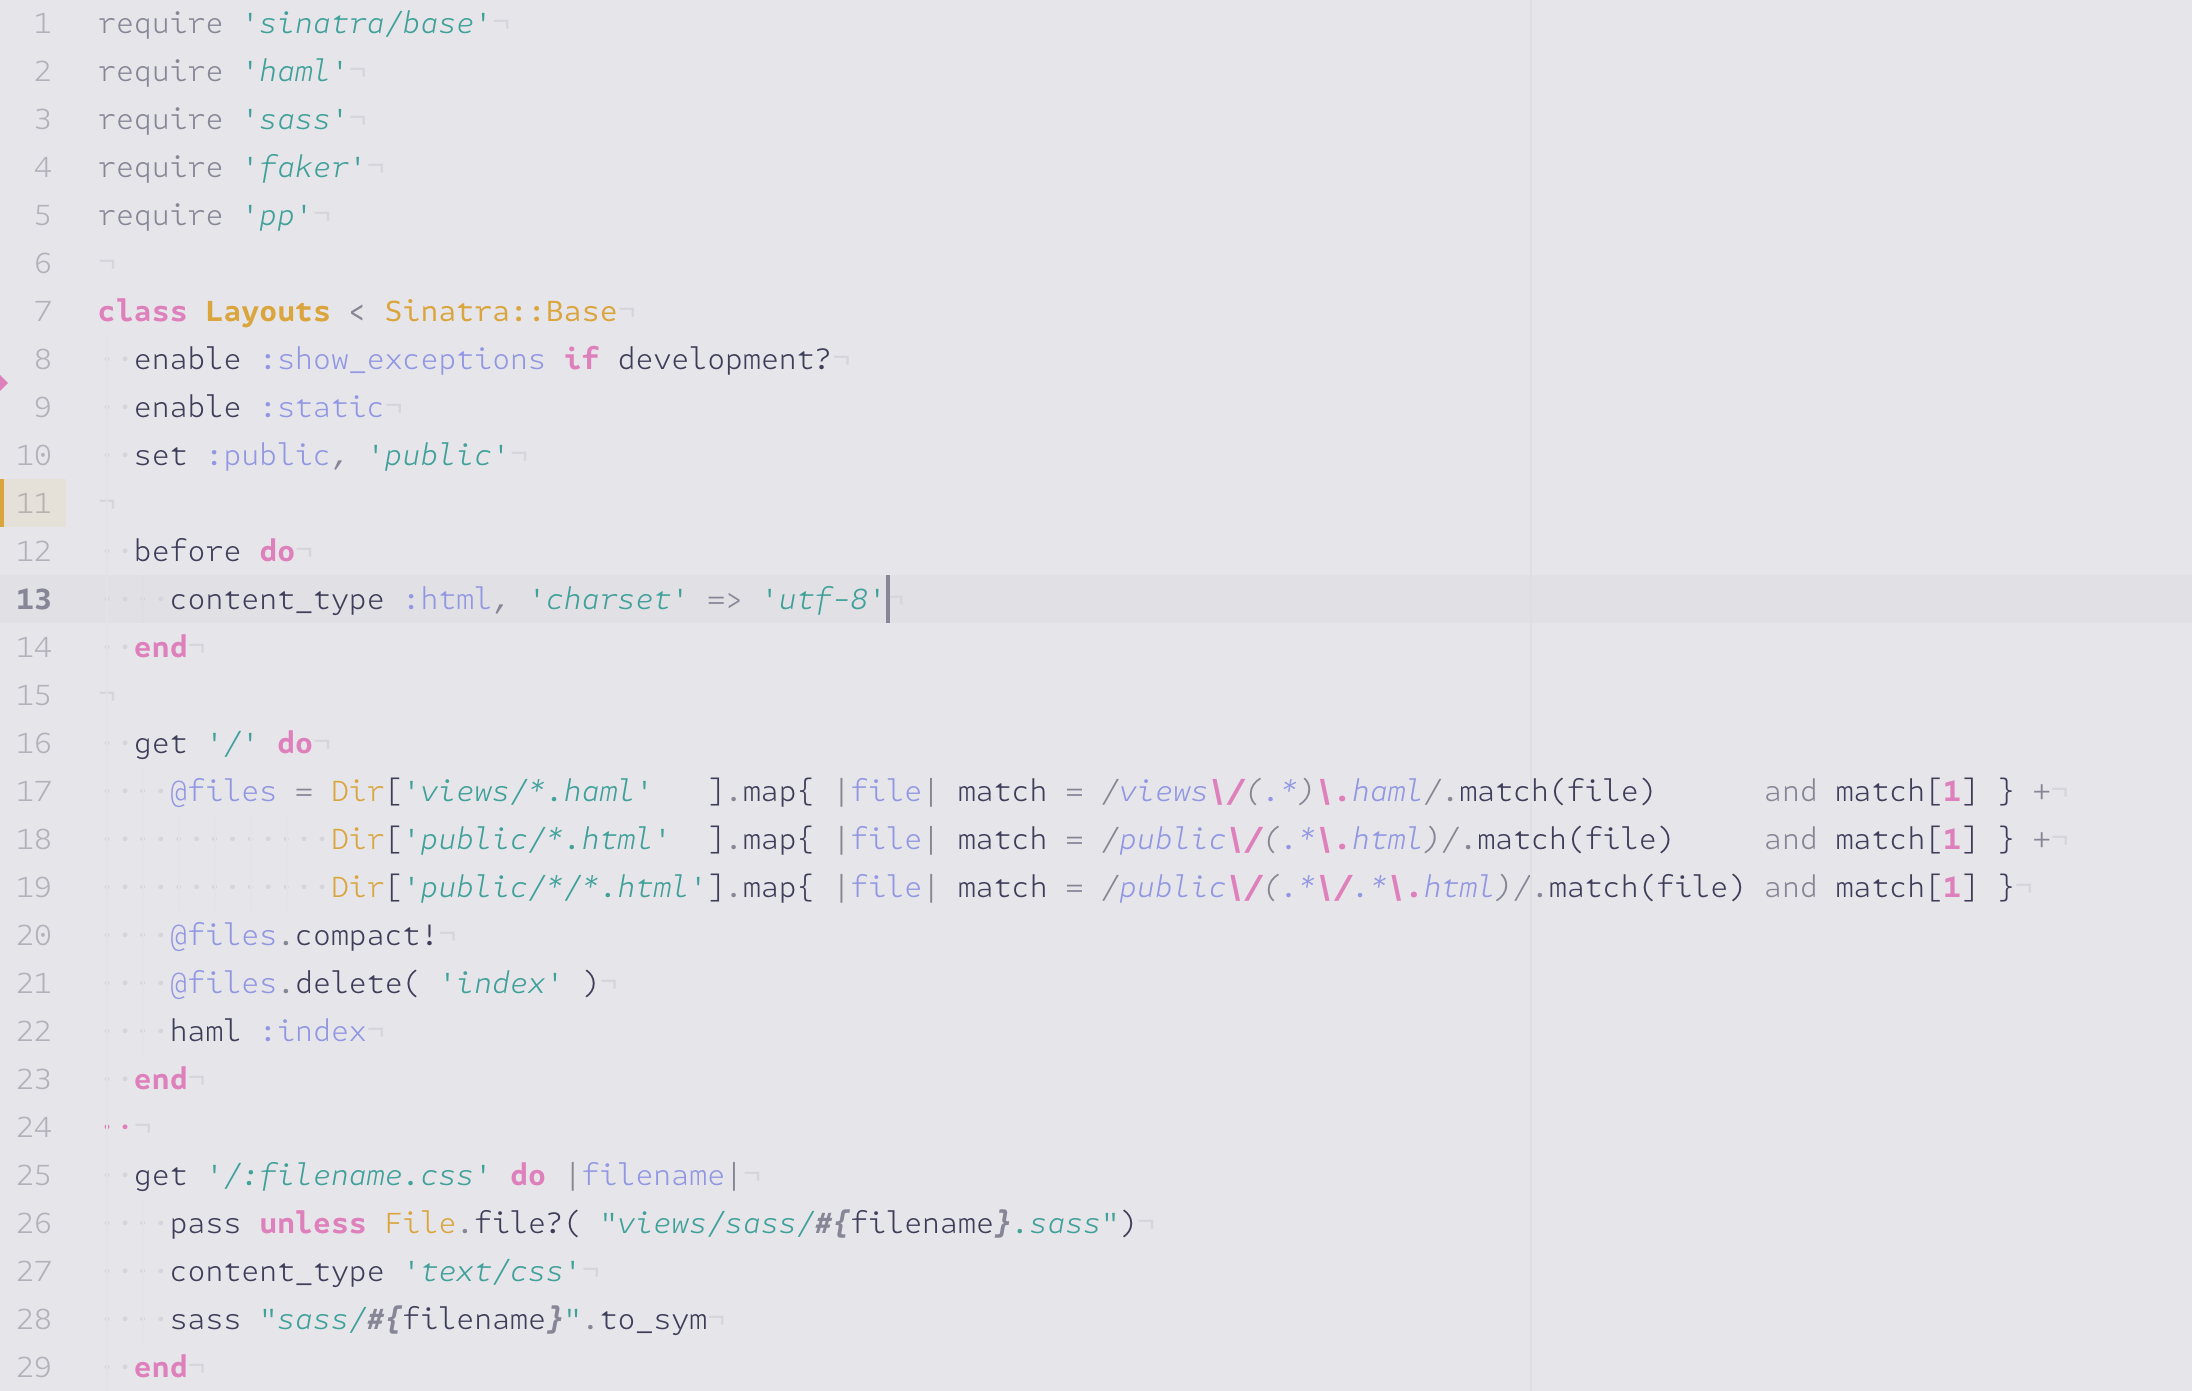 1 require 'sinatra/base'¬
2 require 'haml'¬
3 require 'sass'¬
4 require 'faker'¬
5 require 'pp'¬
6 ¬
7 class Layouts < Sinatra::Base¬
8 ··enable :show_exceptions if development?¬
9 ··enable :static¬
10 ··set :public, 'public'¬
11 ¬
12 ··before do¬
13 ····content_type :html, 'charset' => 'utf-8'¬
14 ··end¬
15 ¬
16 ··get '/' do¬
17 ····@files = Dir['views/*.haml'   ].map{ |file| match = /views\/(.*)\.haml/.match(file)      and match[1] } +¬
18 ·············Dir['public/*.html'  ].map{ |file| match = /public\/(.*\.html)/.match(file)     and match[1] } +¬
19 ·············Dir['public/*/*.html'].map{ |file| match = /public\/(.*\/.*\.html)/.match(file) and match[1] }¬
20 ····@files.compact!¬
21 ····@files.delete( 'index' )¬
22 ····haml :index¬
23 ··end¬
24 ··¬
25 ··get '/:filename.css' do |filename|¬
26 ····pass unless File.file?( "views/sass/#{filename}.sass")¬
27 ····content_type 'text/css'¬
28 ····sass "sass/#{filename}".to_sym¬
29 ··end¬